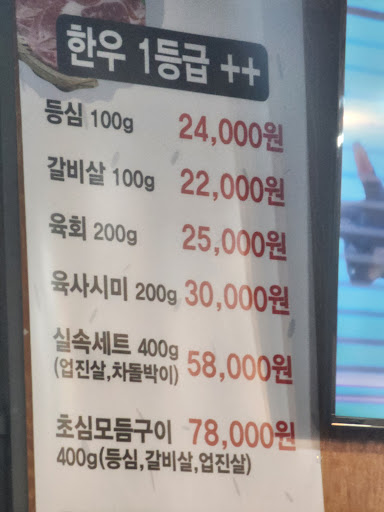 한우 1등급 ++
등심 100g 24,000원
갈비살 100g 22,000원
육회 200g 25,000원
육사시미 200g 30,000원
실속세트 400g 58,000원
(업진살,차돌박이)
초심모듬구이 78,000원
400g(등심,갈비살,업진살)